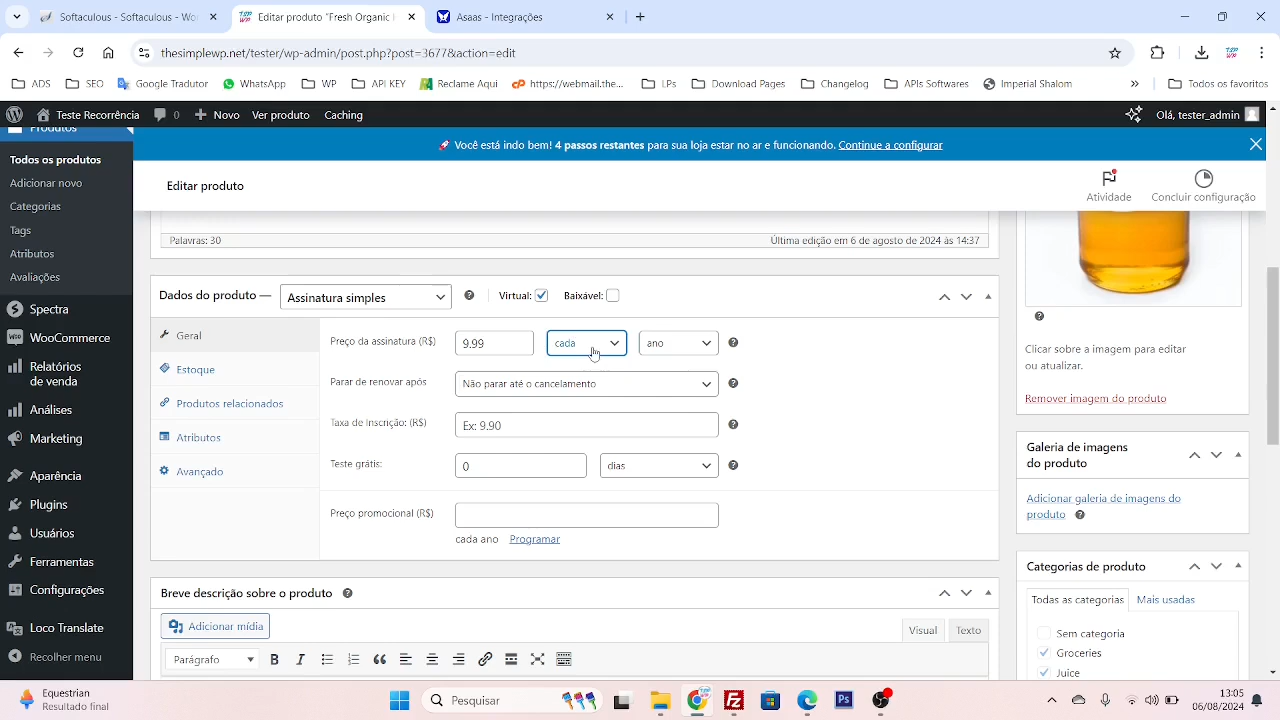 Softaculous - Softaculous - Wo
Editar produto "Fresh Organic H
Asaas - Integrações
thesimplewp.net/tester/wp-admin/post.php?post=3677&action=edit
ADS
SEO
Google Tradutor
WhatsApp
WP
API KEY
Reclame Aqui
https://webmail.the...
LPs
Download Pages
Changelog
APIs Softwares
Imperial Shalom
Todos os favoritos
Teste Recorrência
0
Novo
Ver produto
Caching
Olá, tester_admin
🚀 Você está indo bem! 4 passos restantes para sua loja estar no ar e funcionando. Continue a configurar
Produtos
Todos os produtos
Adicionar novo
Categorias
Tags
Atributos
Avaliações
Spectra
WooCommerce
Relatórios
de venda
Análises
Marketing
Aparência
Plugins
Usuários
Ferramentas
Configurações
Loco Translate
Recolher menu
Editar produto
Atividade
Concluir configuração
Palavras: 30
Última edição em 6 de agosto de 2024 às 14:37
Dados do produto —
Assinatura simples
Virtual:
Baixável:
Geral
Estoque
Produtos relacionados
Atributos
Avançado
Preço da assinatura (R$)
9.99
cada
ano
Parar de renovar após
Não parar até o cancelamento
Taxa de Inscrição: (R$)
Ex: 9.90
Teste grátis:
0
dias
Preço promocional (R$)
cada ano
Programar
Breve descrição sobre o produto
Adicionar mídia
Visual
Texto
Parágrafo
B
I
Clicar sobre a imagem para editar
ou atualizar.
Remover imagem do produto
Galeria de imagens
do produto
Adicionar galeria de imagens do
produto
Categorias de produto
Todas as categorias
Mais usadas
Sem categoria
Groceries
Juice
Equestrian
Resultado final
Pesquisar
13:05
06/08/2024